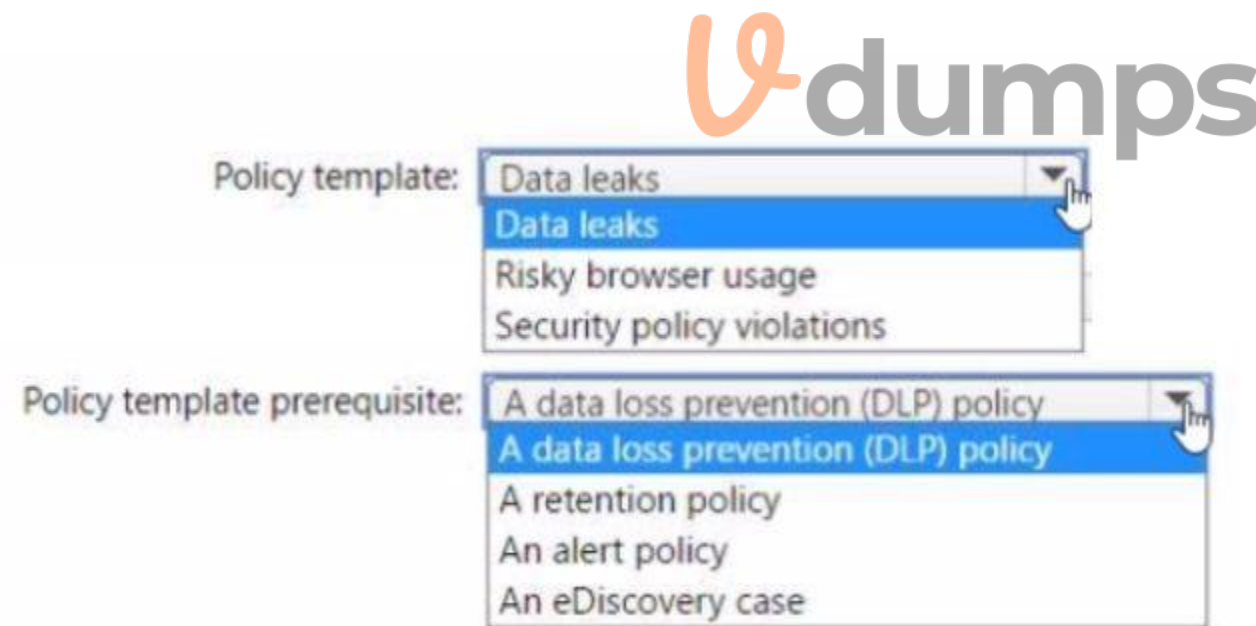 Vdumps
Policy template: Data leaks
Data leaks
Risky browser usage
Security policy violations
Policy template prerequisite: A data loss prevention (DLP) policy
A data loss prevention (DLP) policy
A retention policy
An alert policy
An eDiscovery case